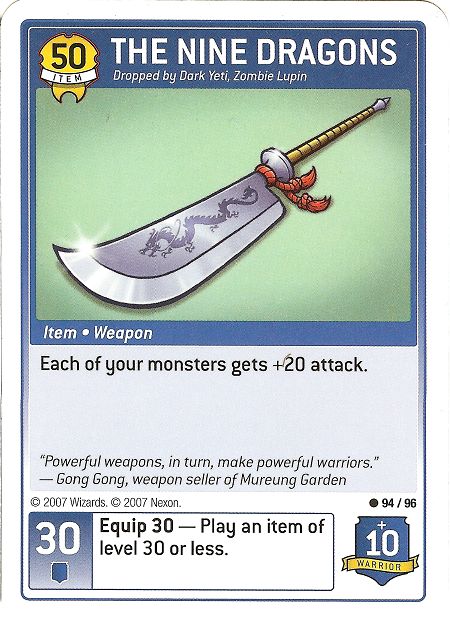 50
ITEM
THE NINE DRAGONS
Dropped by Dark Yeti, Zombie Lupin
Item • Weapon
Each of your monsters gets +20 attack.
"Powerful weapons, in turn, make powerful warriors."
— Gong Gong, weapon seller of Mureung Garden
© 2007 Wizards. © 2007 Nexon.
● 94 / 96
30
Equip 30 — Play an item of
level 30 or less.
+
10
WARRIOR